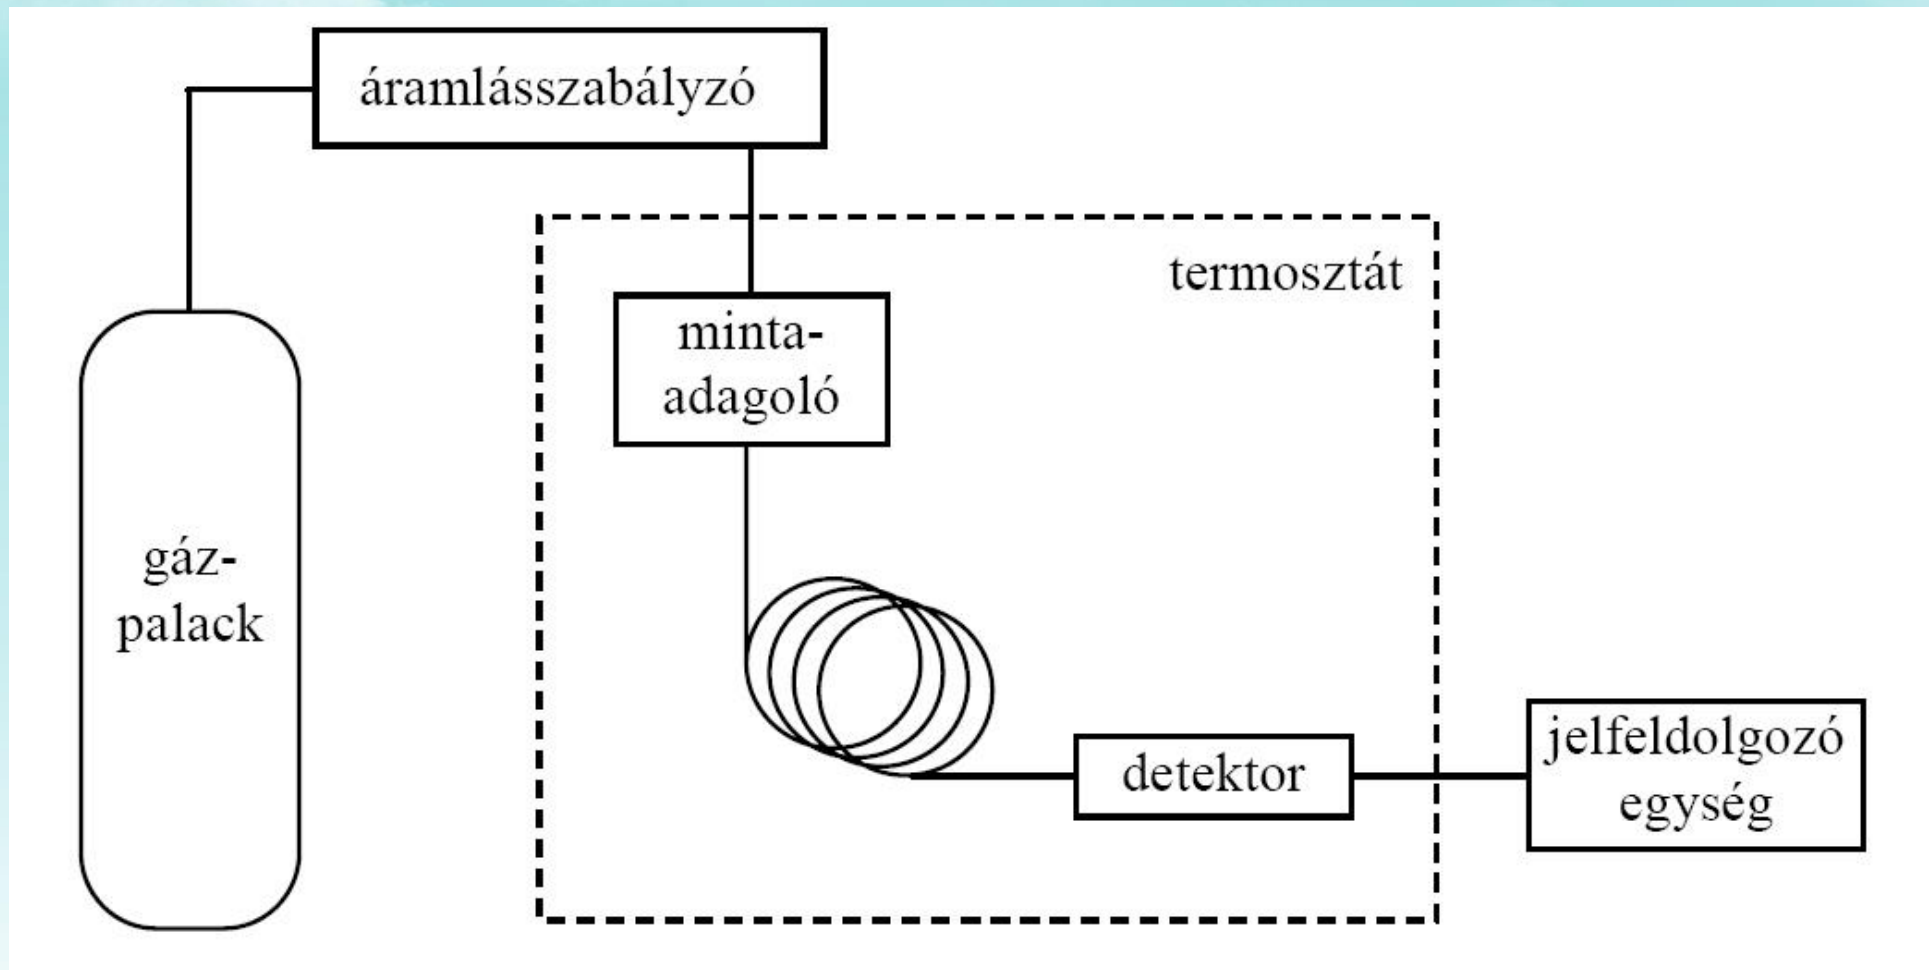 áramlásszabályzó
termosztát
minta-
adagoló
gáz-
palack
detektor
jelfeldolgozó
egység